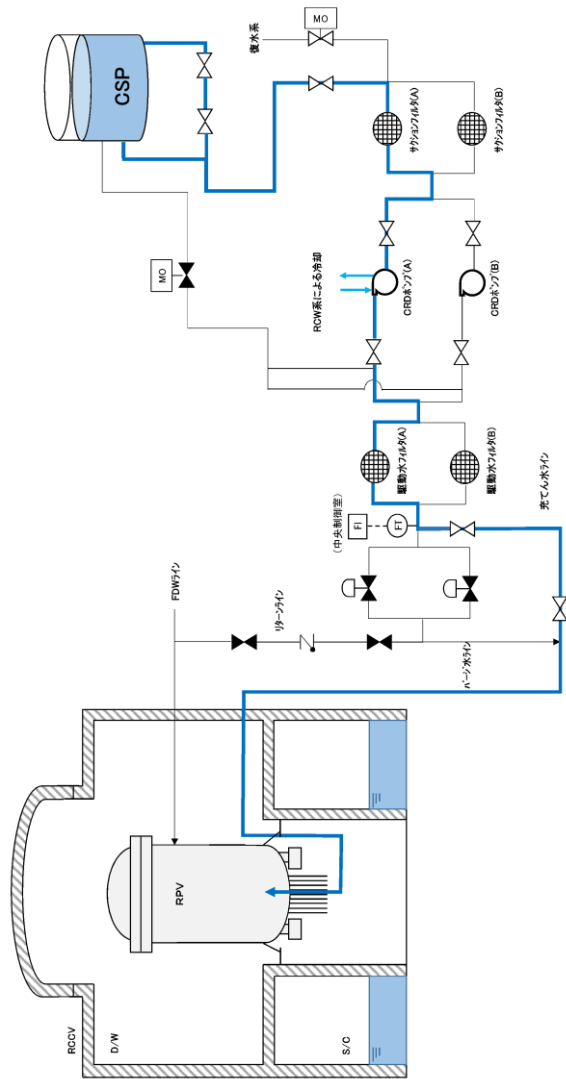 CSP
MO
復水系
サクションフィルタ(A)
サクションフィルタ(B)
MO
RCW系による冷却
CRDポンプ(A)
CRDポンプ(B)
駆動水フィルタ(A)
駆動水フィルタ(B)
(中央制御室)
FI
FT
充てん水ライン
FDWライン
リターンライン
パージ水ライン
RCCV
D/W
RPV
S/C